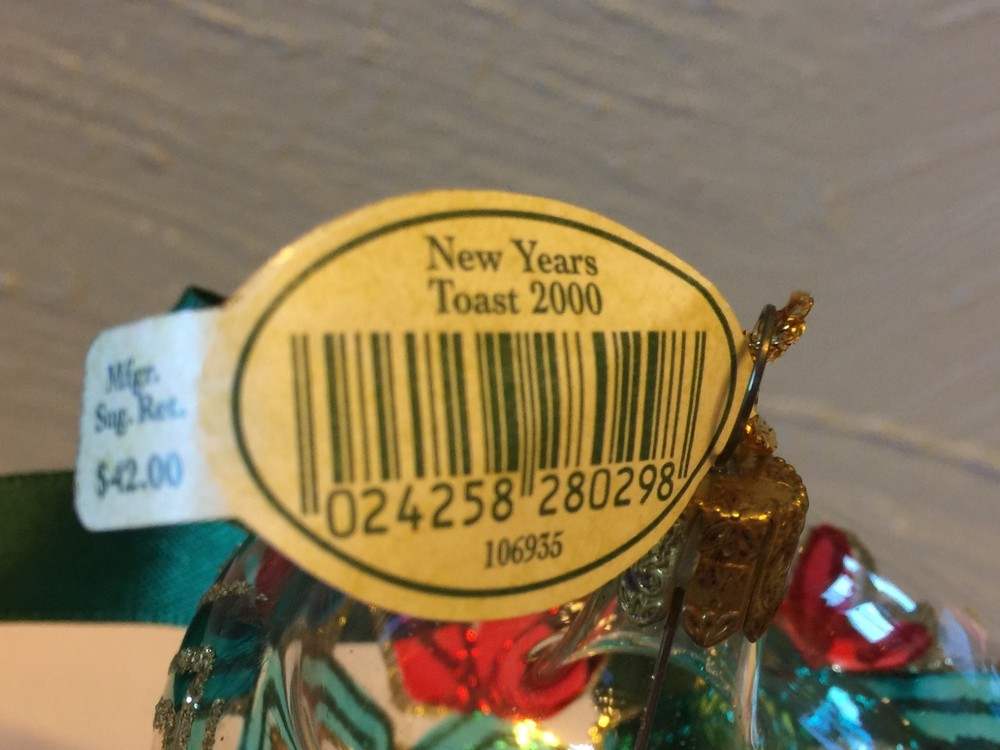 New Years
Toast 2000
024258 280298
106935
Mfgr.
Sug. Ret.
$42.00